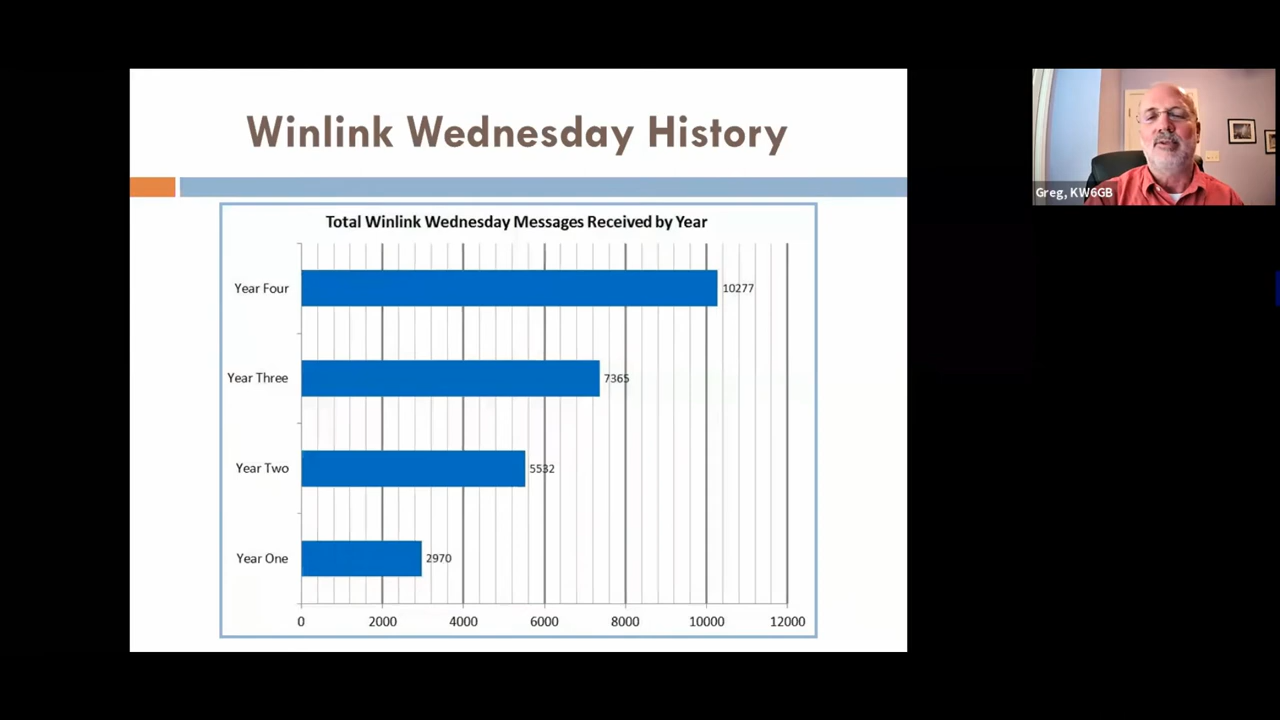 Winlink Wednesday History
Total Winlink Wednesday Messages Received by Year
Year Four 10277
Year Three 7365
Year Two 5532
Year One 2970
0 2000 4000 6000 8000 10000 12000
Greg, KW6GB